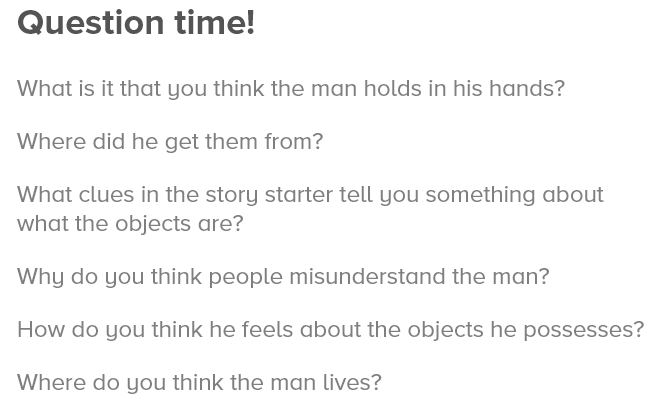 Question time!
What is it that you think the man holds in his hands?
Where did he get them from?
What clues in the story starter tell you something about
what the objects are?
Why do you think people misunderstand the man?
How do you think he feels about the objects he possesses?
Where do you think the man lives?